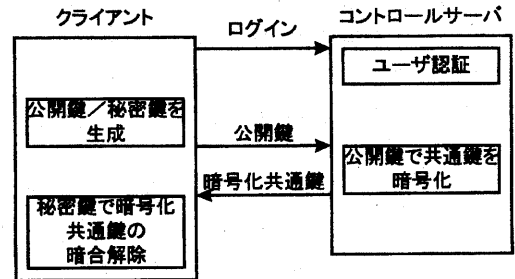 クライアント
コントロールサーバ
ログイン
ユーザ認証
公開鍵／秘密鍵を
生成
公開鍵
公開鍵で共通鍵を
暗号化
暗号化共通鍵
秘密鍵で暗号化
共通鍵の
暗合解除